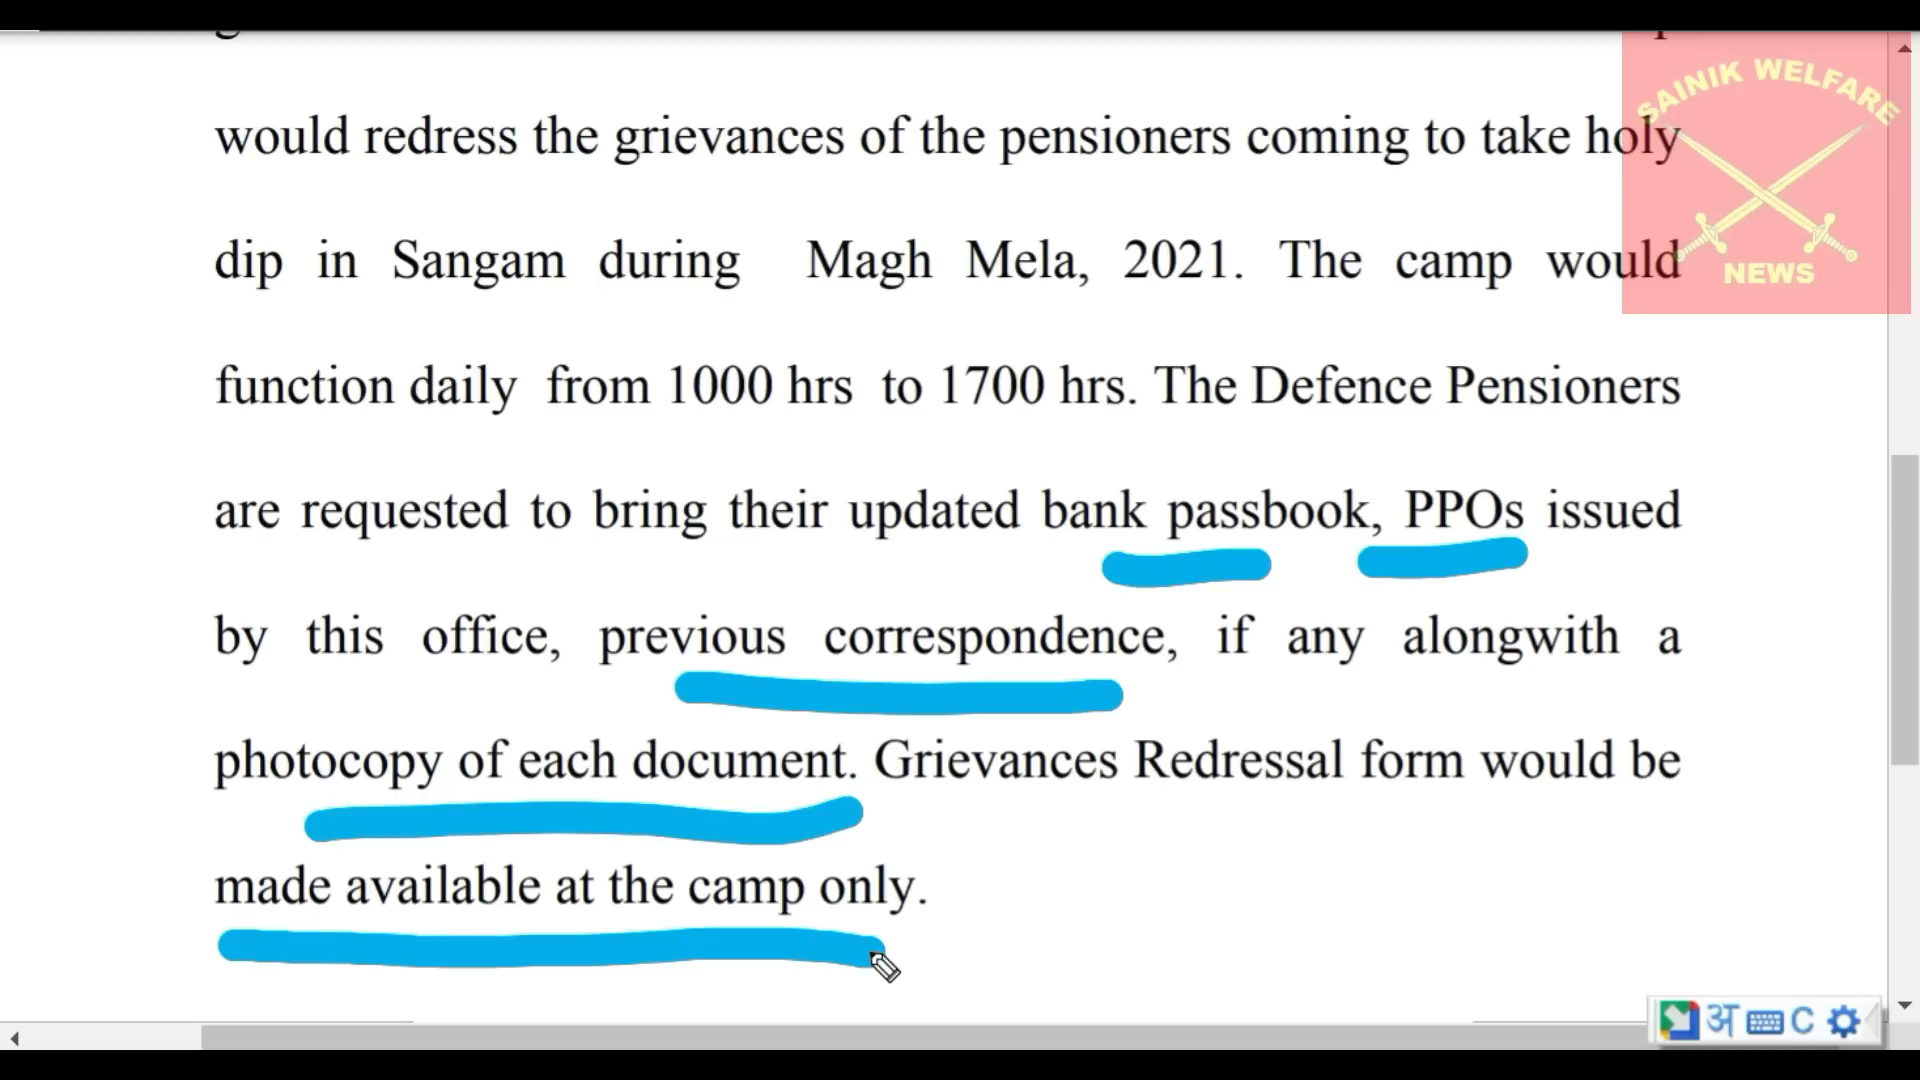 SAINIK WELFARE
NEWS
would redress the grievances of the pensioners coming to take holy
dip in Sangam during Magh Mela, 2021. The camp would
function daily from 1000 hrs to 1700 hrs. The Defence Pensioners
are requested to bring their updated bank passbook, PPOs issued
by this office, previous correspondence, if any alongwith a
photocopy of each document. Grievances Redressal form would be
made available at the camp only.
अ C